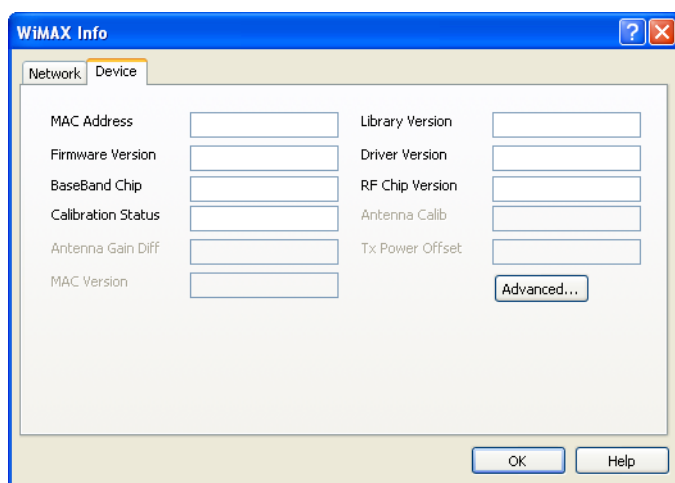 WiMAX Info
Network Device
MAC Address Library Version
Firmware Version Driver Version
BaseBand Chip RF Chip Version
Calibration Status Antenna Calib
Antenna Gain Diff Tx Power Offset
MAC Version Advanced...
OK Help